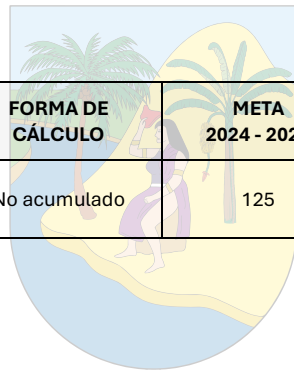 FORMA DE
CÁLCULO
META
2024 - 202
No acumulado
125